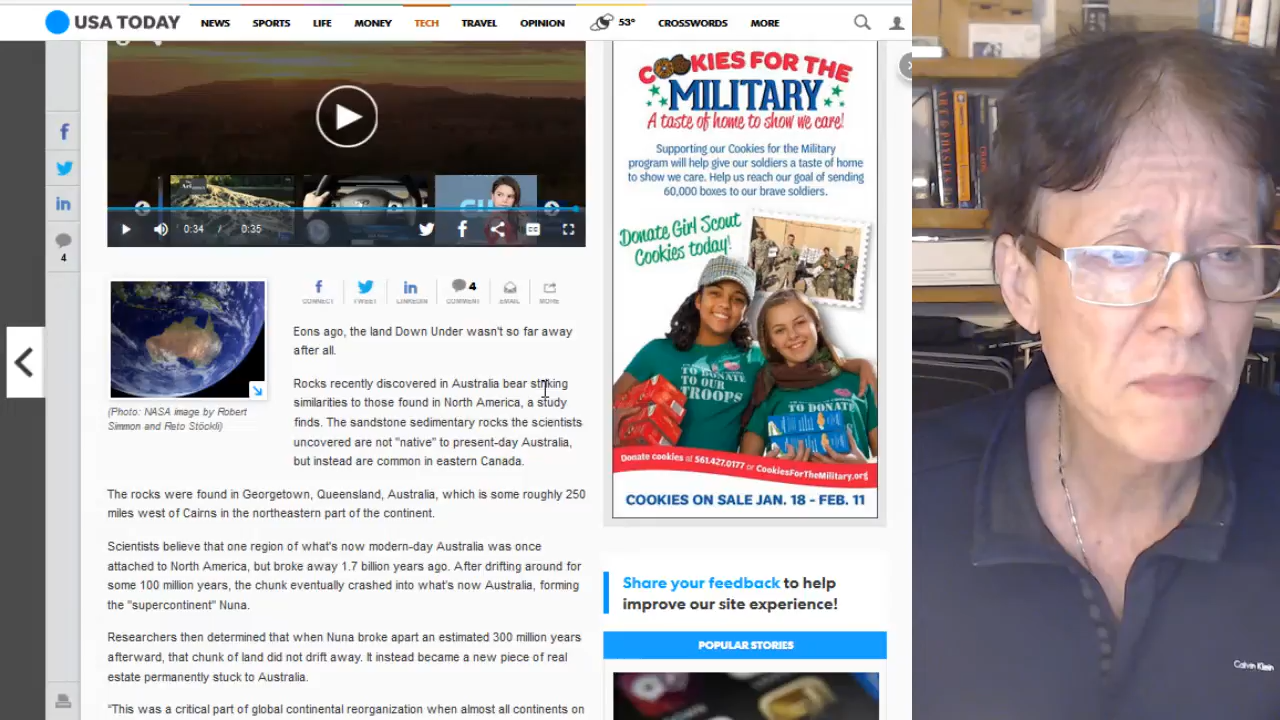 USA TODAY
NEWS SPORTS LIFE MONEY TECH TRAVEL OPINION 53° CROSSWORDS MORE
0:34 / 0:35
CC
4
CONNECT TWEET LINKEDIN 4 COMMENT EMAIL MORE
(Photo: NASA image by Robert
Simmon and Reto Stöckli)
Eons ago, the land Down Under wasn't so far away
after all.
Rocks recently discovered in Australia bear striking
similarities to those found in North America, a study
finds. The sandstone sedimentary rocks the scientists
uncovered are not "native" to present-day Australia,
but instead are common in eastern Canada.
The rocks were found in Georgetown, Queensland, Australia, which is some roughly 250
miles west of Cairns in the northeastern part of the continent.
Scientists believe that one region of what's now modern-day Australia was once
attached to North America, but broke away 1.7 billion years ago. After drifting around for
some 100 million years, the chunk eventually crashed into what's now Australia, forming
the "supercontinent" Nuna.
Researchers then determined that when Nuna broke apart an estimated 300 million years
afterward, that chunk of land did not drift away. It instead became a new piece of real
estate permanently stuck to Australia.
"This was a critical part of global continental reorganization when almost all continents on
COOKIES FOR THE
MILITARY
A taste of home to show we care!
Supporting our Cookies for the Military
program will help give our soldiers a taste of home
to show we care. Help us reach our goal of sending
60,000 boxes to our brave soldiers.
Donate Girl Scout
Cookies today!
TO DONATE
TO OUR
TROOPS
TO DONATE
Donate cookies at 561.427.0177 or CookiesForTheMilitary.org
COOKIES ON SALE JAN. 18 - FEB. 11
Share your feedback to help
improve our site experience!
POPULAR STORIES
ART & PHYSICS
Calvin Klein